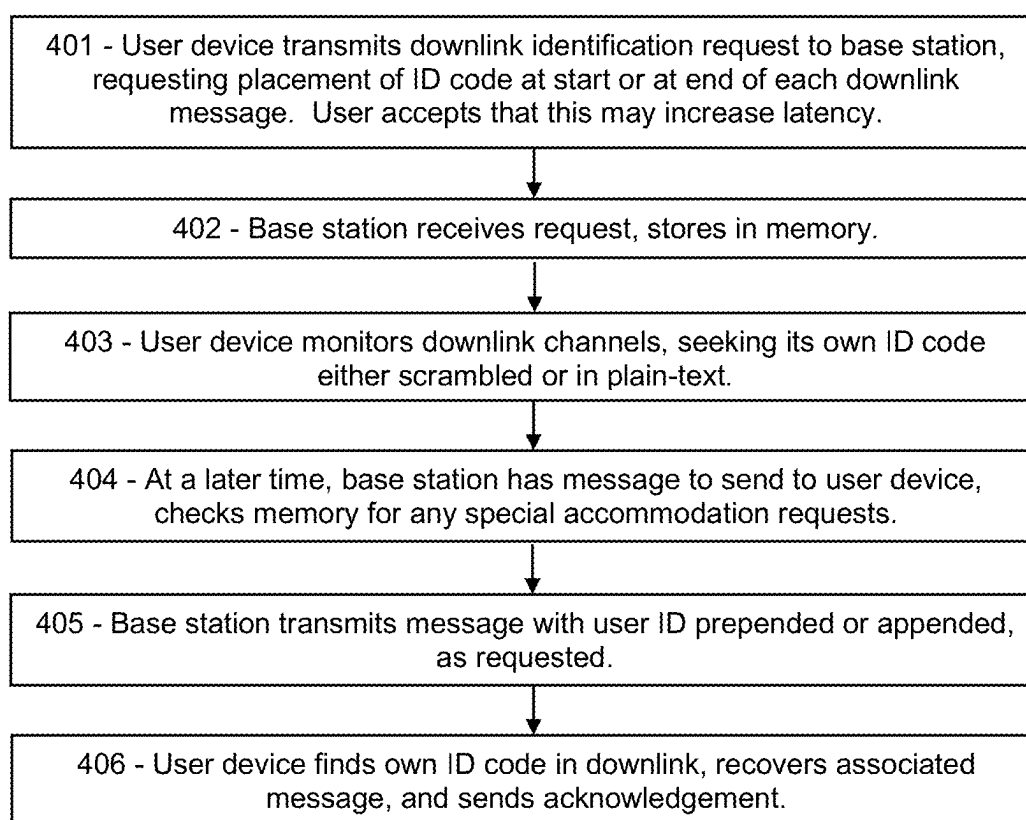 401 - User device transmits downlink identification request to base station,
requesting placement of ID code at start or at end of each downlink
message.  User accepts that this may increase latency.
402 - Base station receives request, stores in memory.
403 - User device monitors downlink channels, seeking its own ID code
either scrambled or in plain-text.
404 - At a later time, base station has message to send to user device,
checks memory for any special accommodation requests.
405 - Base station transmits message with user ID prepended or appended,
as requested.
406 - User device finds own ID code in downlink, recovers associated
message, and sends acknowledgement.